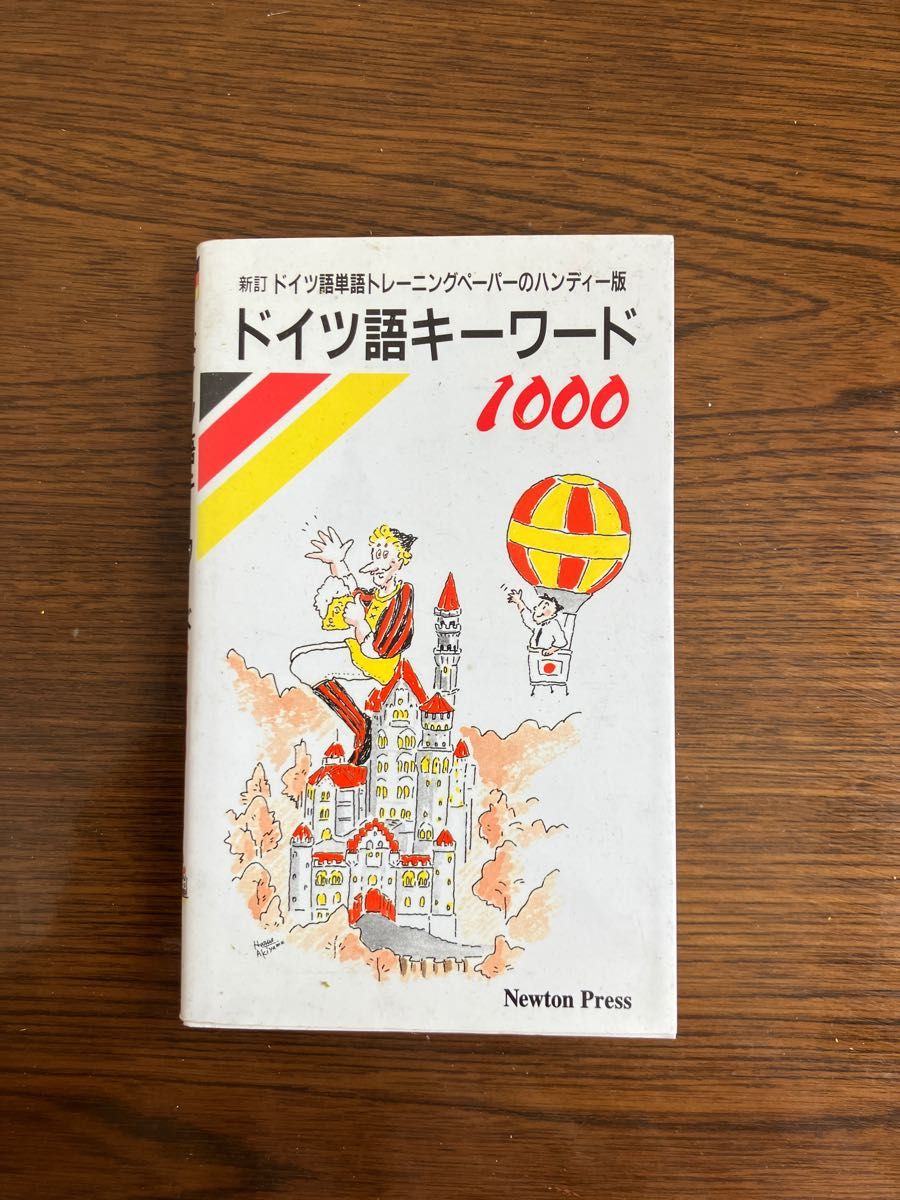 新訂 ドイツ語単語トレーニングペーパーのハンディー版
ドイツ語キーワード
1000
Akiyama
Newton Press